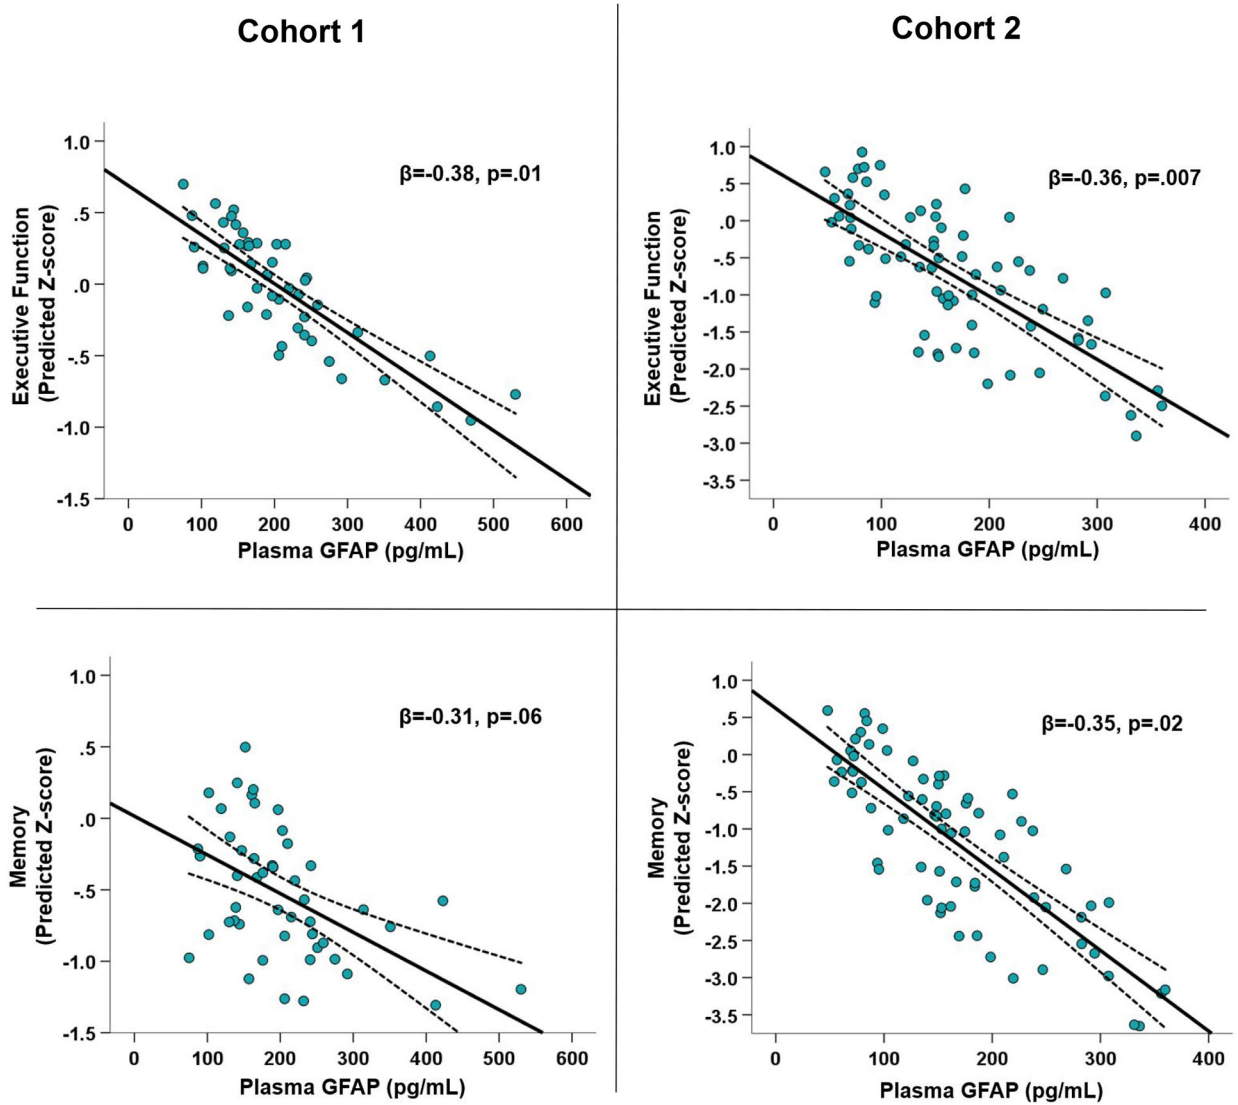 Cohort 1
Cohort 2
Executive Function
(Predicted Z-score)
1.0
.5
.0
-.5
-1.0
-1.5
β=-0.38, p=.01
0 100 200 300 400 500 600
Plasma GFAP (pg/mL)
Executive Function
(Predicted Z-score)
1.0
.5
.0
-.5
-1.0
-1.5
-2.0
-2.5
-3.0
-3.5
β=-0.36, p=.007
0 100 200 300 400
Plasma GFAP (pg/mL)
Memory
(Predicted Z-score)
1.0
.5
.0
-.5
-1.0
-1.5
β=-0.31, p=.06
0 100 200 300 400 500 600
Plasma GFAP (pg/mL)
Memory
(Predicted Z-score)
1.0
.5
.0
-.5
-1.0
-1.5
-2.0
-2.5
-3.0
-3.5
β=-0.35, p=.02
0 100 200 300 400
Plasma GFAP (pg/mL)